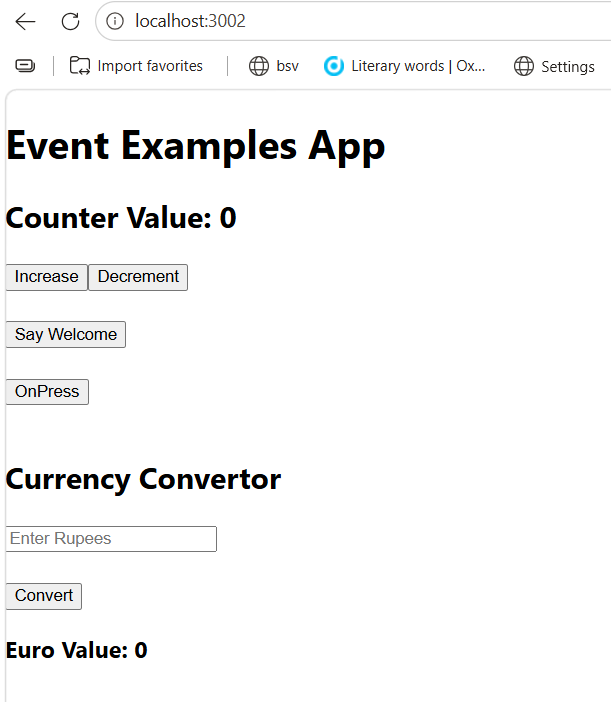 localhost:3002
Import favorites bsv Literary words | Ox... Settings
Event Examples App
Counter Value: 0
Increase Decrement
Say Welcome
OnPress
Currency Convertor
Enter Rupees
Convert
Euro Value: 0